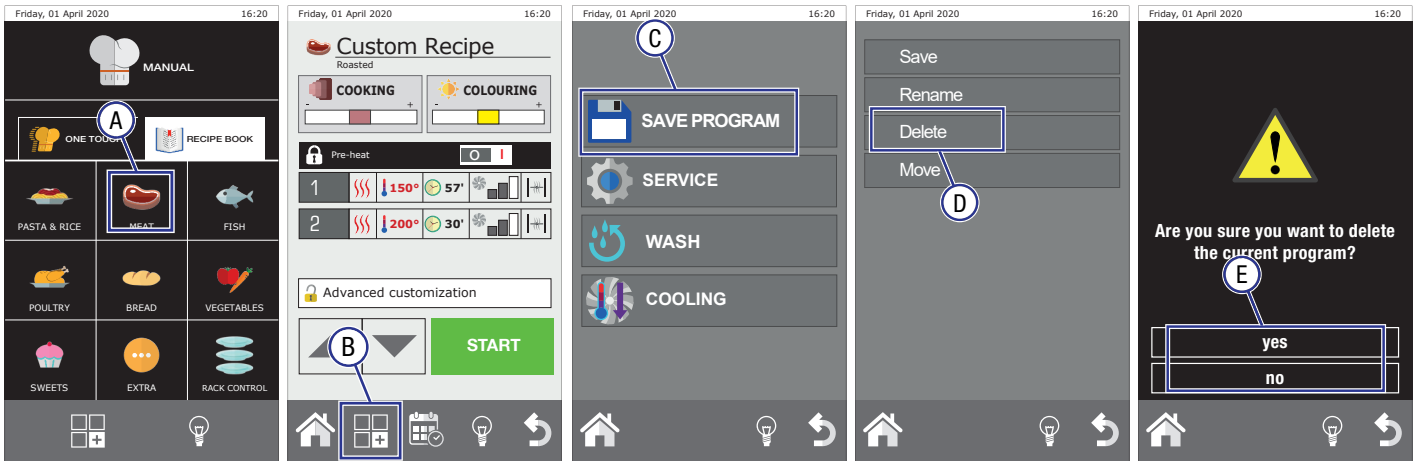 Friday, 01 April 2020 16:20
MANUAL
A
ONE TOUCH
RECIPE BOOK
PASTA & RICE MEAT FISH
POULTRY BREAD VEGETABLES
SWEETS EXTRA RACK CONTROL
Friday, 01 April 2020 16:20
Custom Recipe
Roasted
COOKING COLOURING
- + - +
Pre-heat O I
1 150° 57'
2 200° 30'
Advanced customization
START
B
Friday, 01 April 2020 16:20
C
SAVE PROGRAM
SERVICE
WASH
COOLING
Friday, 01 April 2020 16:20
Save
Rename
Delete
Move
D
Friday, 01 April 2020 16:20
Are you sure you want to delete
the current program?
E
yes
no